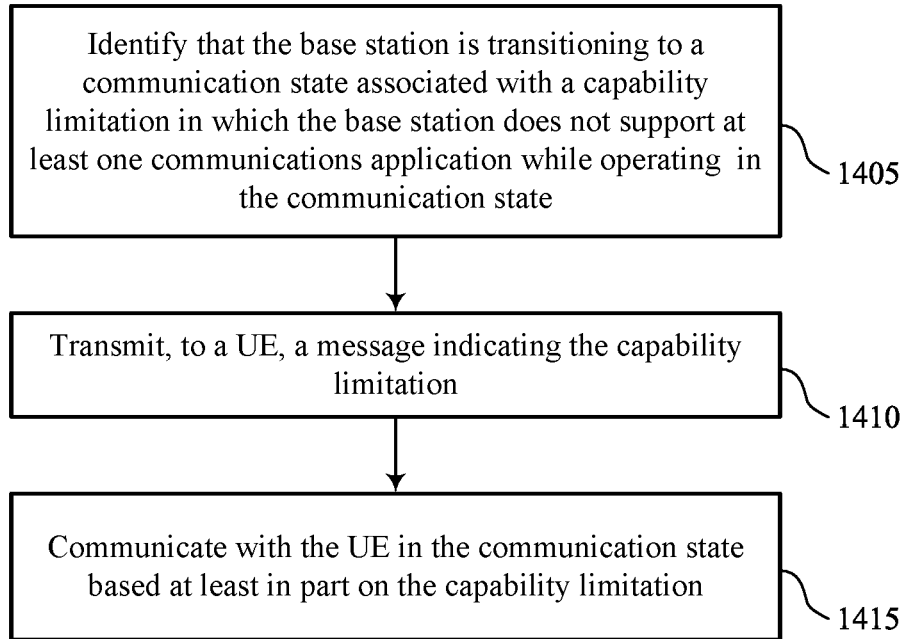 Identify that the base station is transitioning to a
communication state associated with a capability
limitation in which the base station does not support at
least one communications application while operating in
the communication state
1405
Transmit, to a UE, a message indicating the capability
limitation
1410
Communicate with the UE in the communication state
based at least in part on the capability limitation
1415